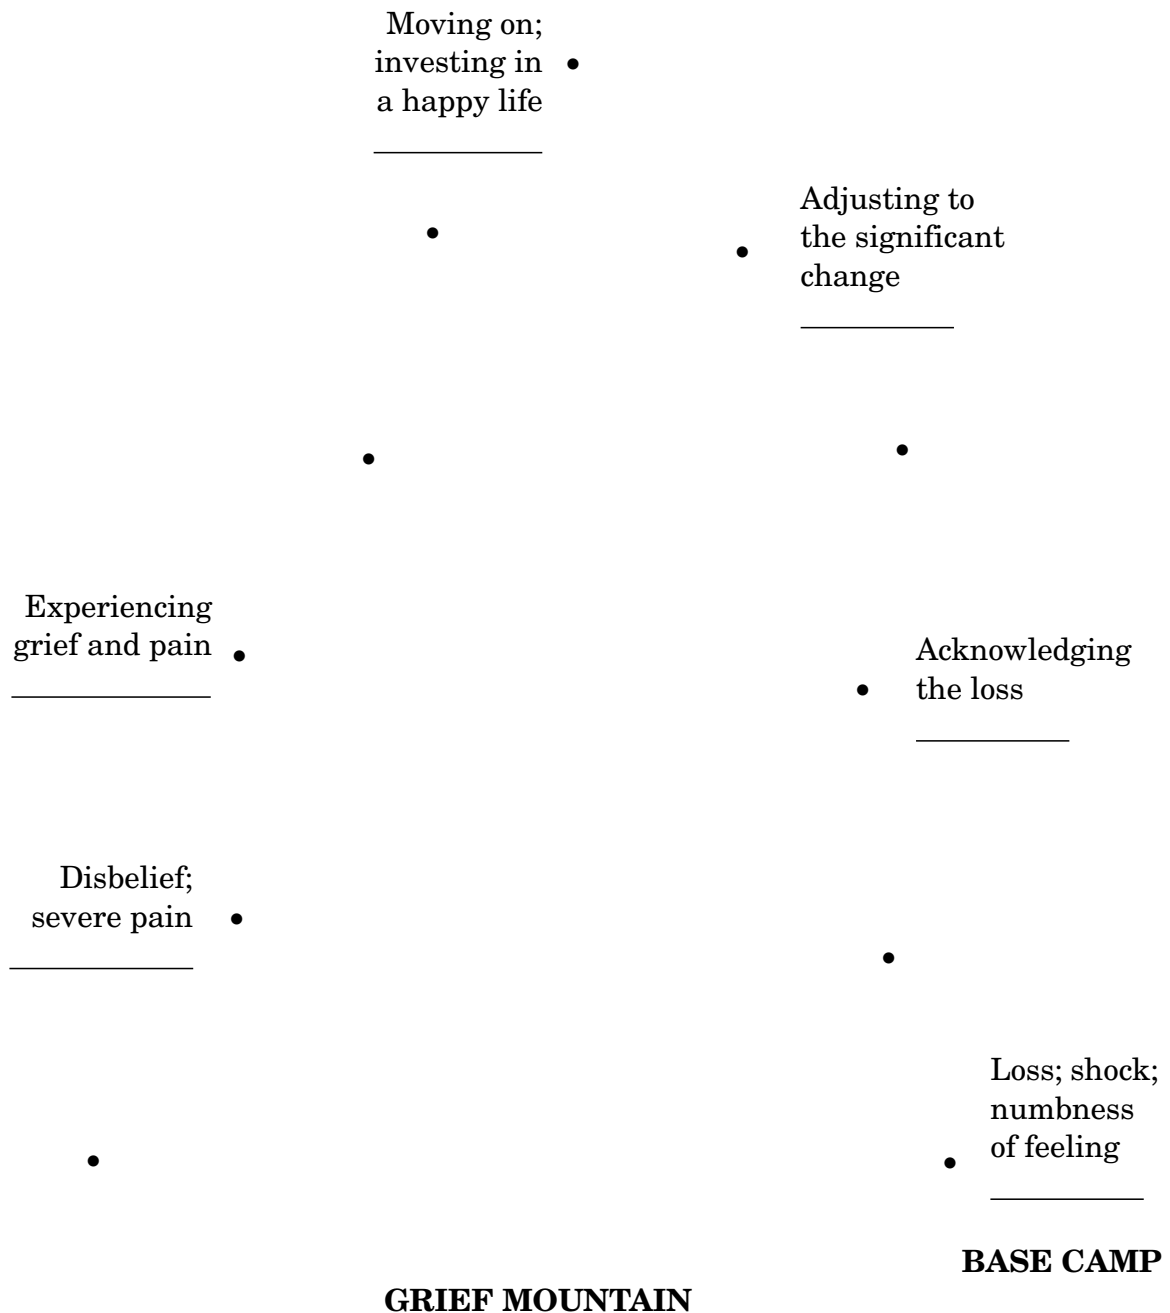 Moving on;
investing in
a happy life
Adjusting to
the significant
change
Experiencing
grief and pain
Acknowledging
the loss
Disbelief;
severe pain
Loss; shock;
numbness
of feeling
BASE CAMP
GRIEF MOUNTAIN